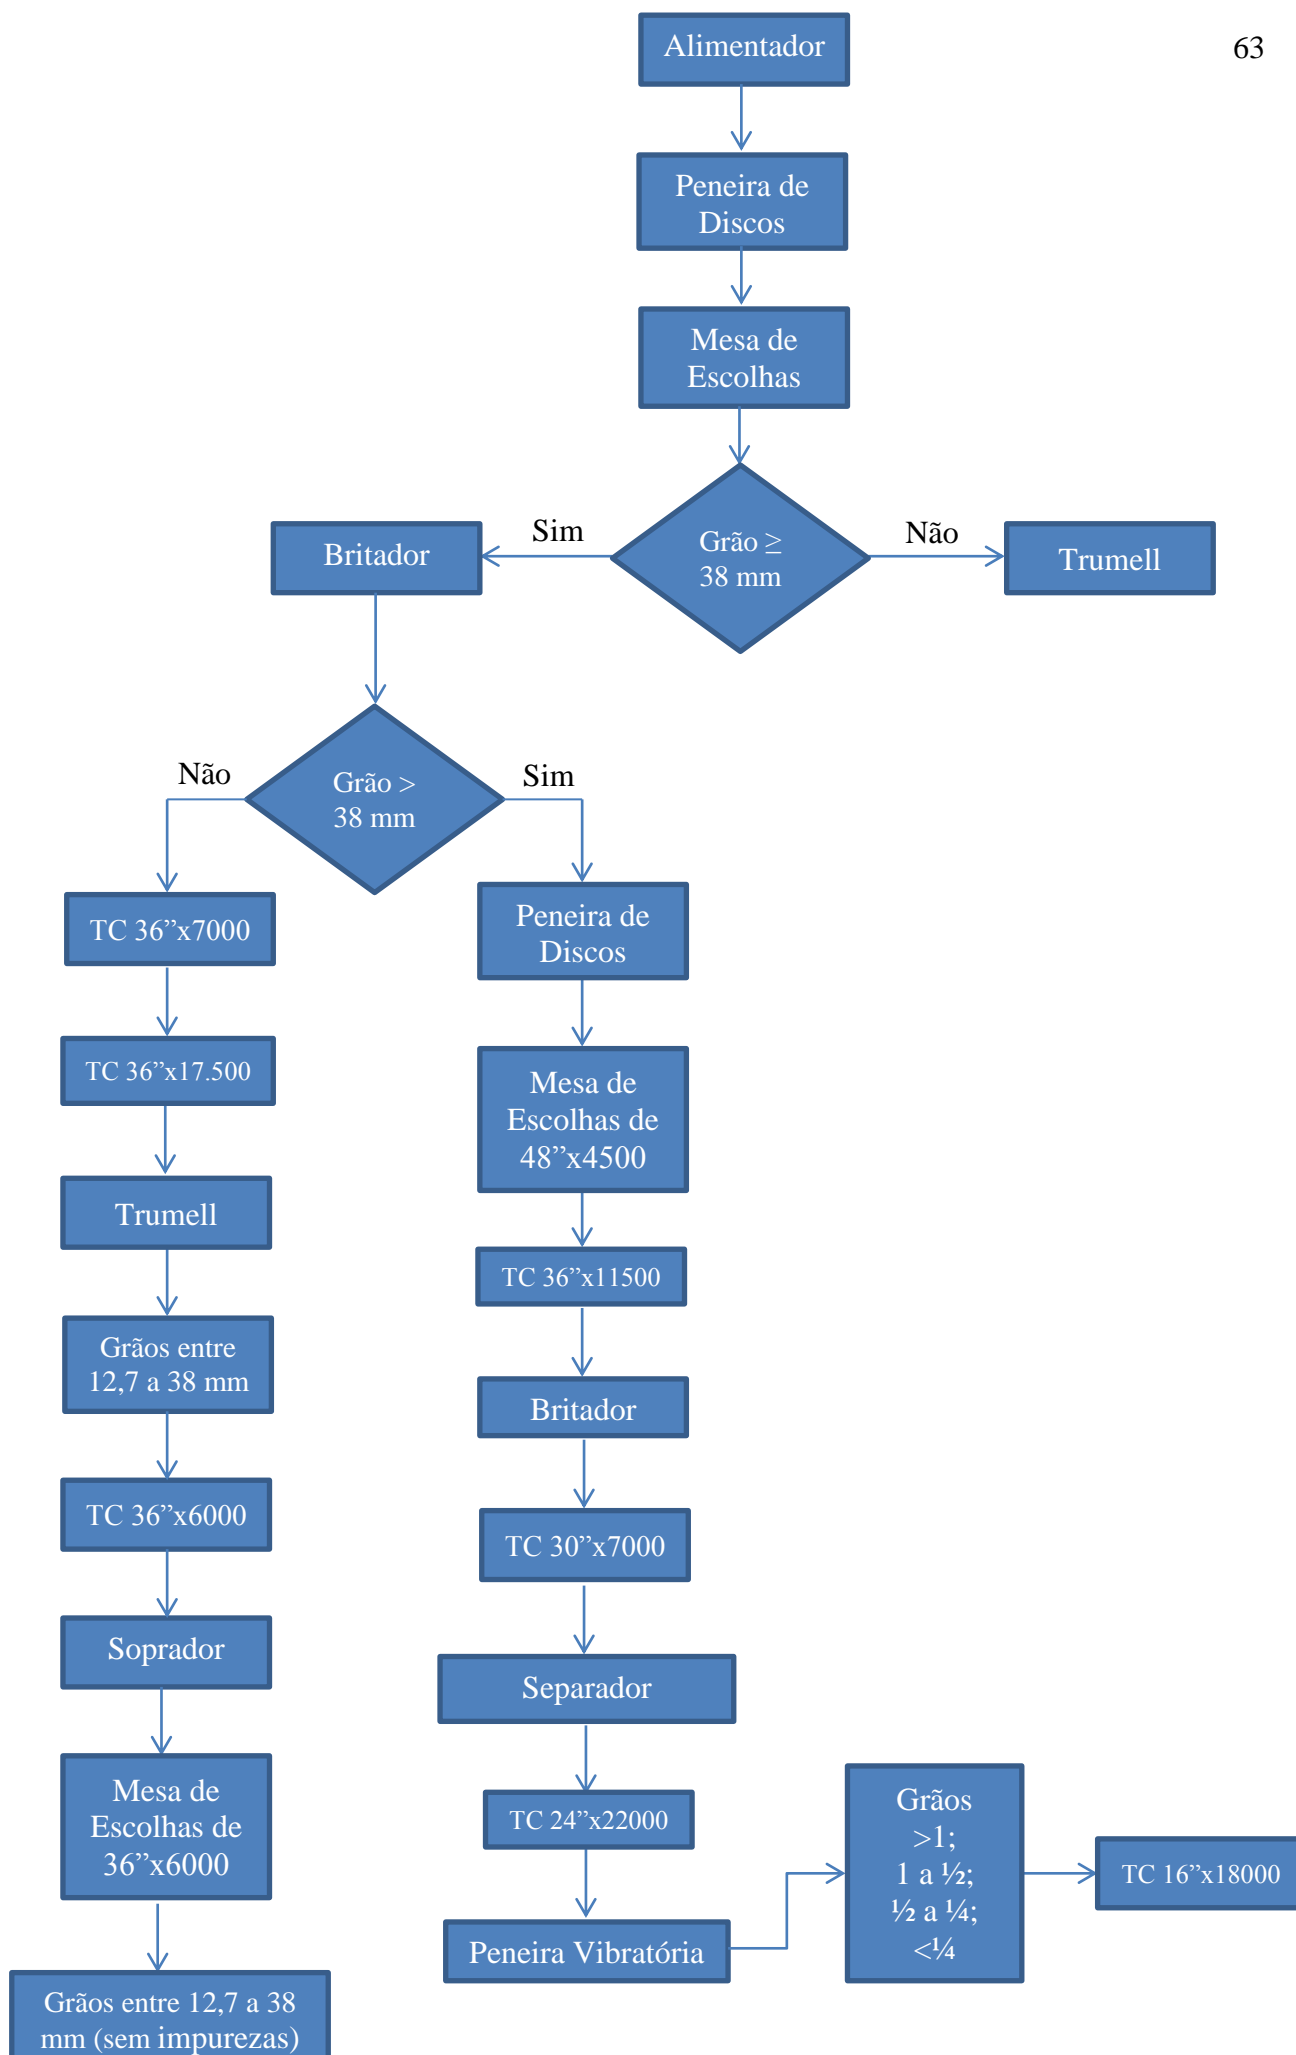 63
Alimentador
Peneira de
Discos
Mesa de
Escolhas
Grão ≥
38 mm
Sim
Não
Britador
Trumell
Grão >
38 mm
Não
Sim
TC 36”x7000
TC 36”x17.500
Trumell
Grãos entre
12,7 a 38 mm
TC 36”x6000
Soprador
Mesa de
Escolhas de
36”x6000
Grãos entre 12,7 a 38
mm (sem impurezas)
Peneira de
Discos
Mesa de
Escolhas de
48”x4500
TC 36”x11500
Britador
TC 30”x7000
Separador
TC 24”x22000
Peneira Vibratória
Grãos
>1;
1 a ½;
½ a ¼;
<¼
TC 16”x18000